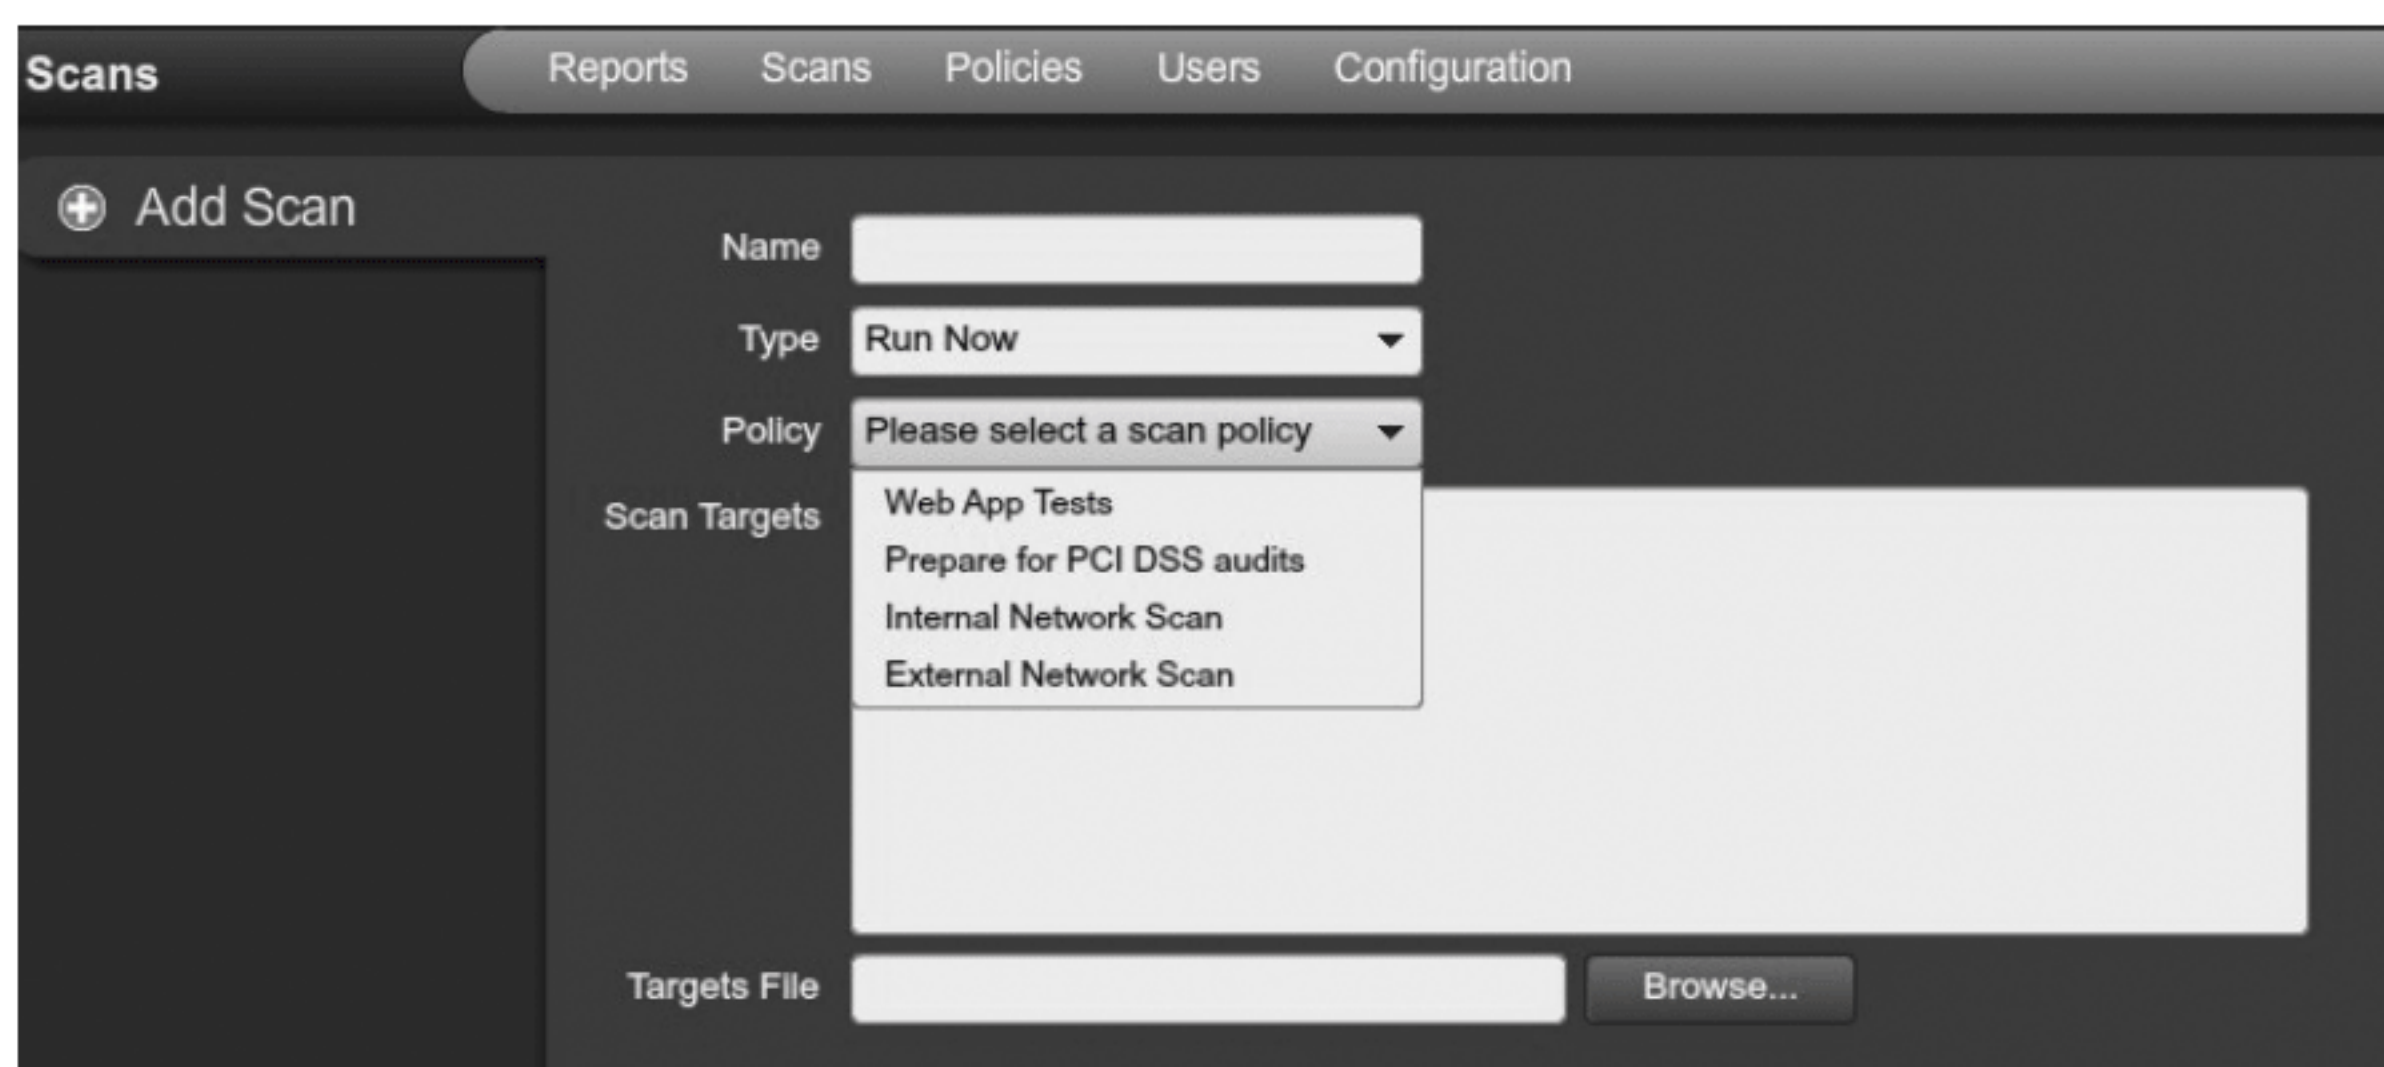 Scans
Reports Scans Policies Users Configuration
Add Scan
Name
Type Run Now
Policy Please select a scan policy
Scan Targets
Web App Tests
Prepare for PCI DSS audits
Internal Network Scan
External Network Scan
Targets File Browse...